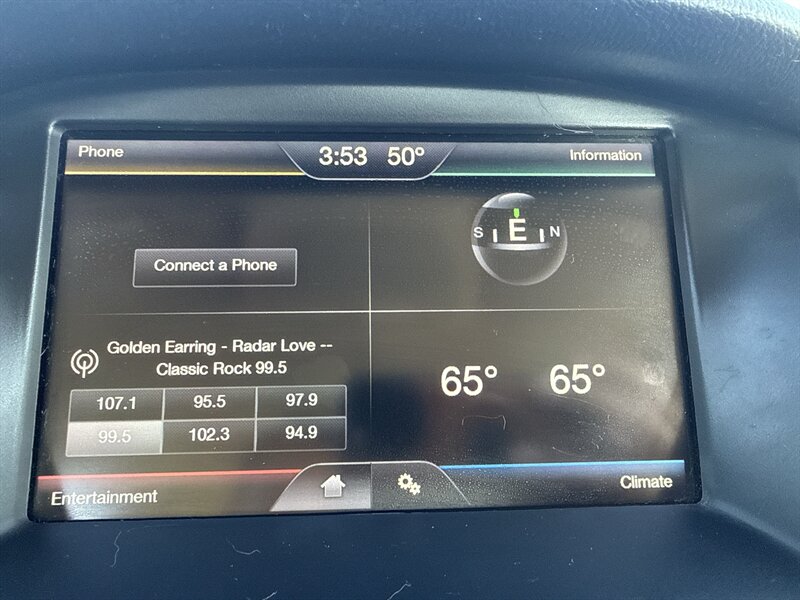 Phone
3:53 50°
Information
S E N
Connect a Phone
Golden Earring - Radar Love --
Classic Rock 99.5
107.1 95.5 97.9
99.5 102.3 94.9
65° 65°
Entertainment
Climate